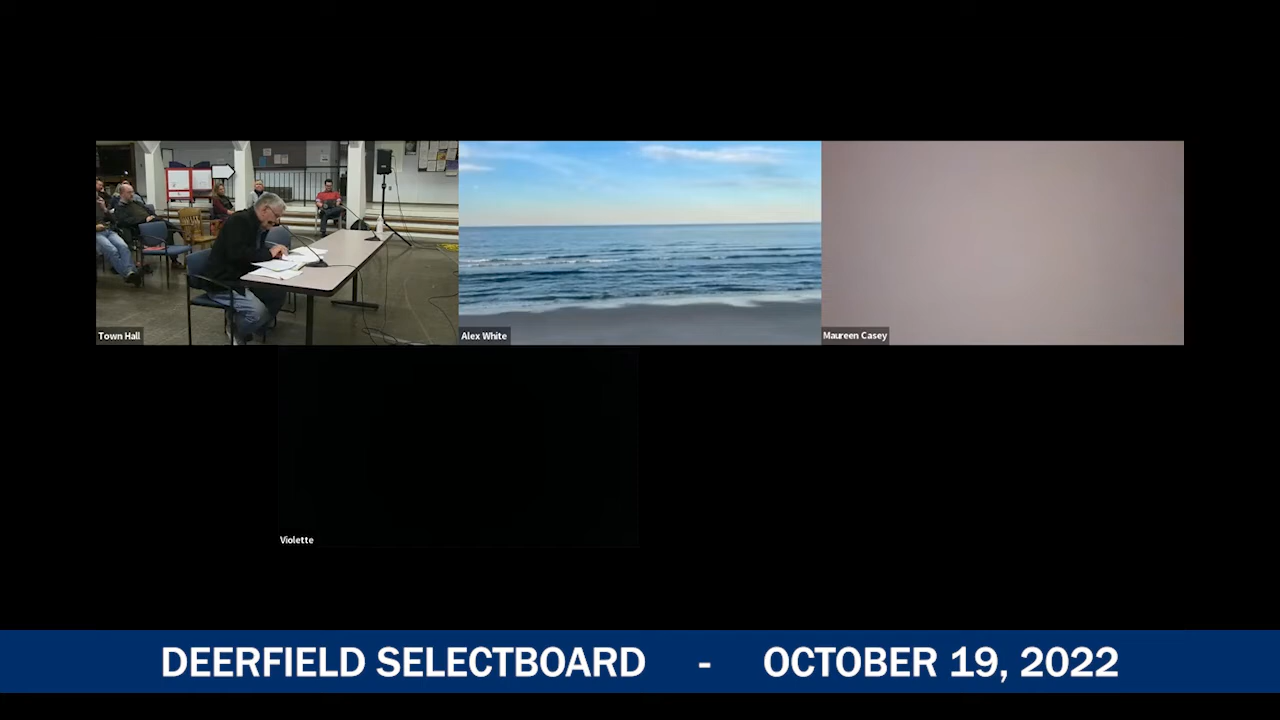 Town Hall
Alex White
Maureen Casey
Violette
DEERFIELD SELECTBOARD - OCTOBER 19, 2022